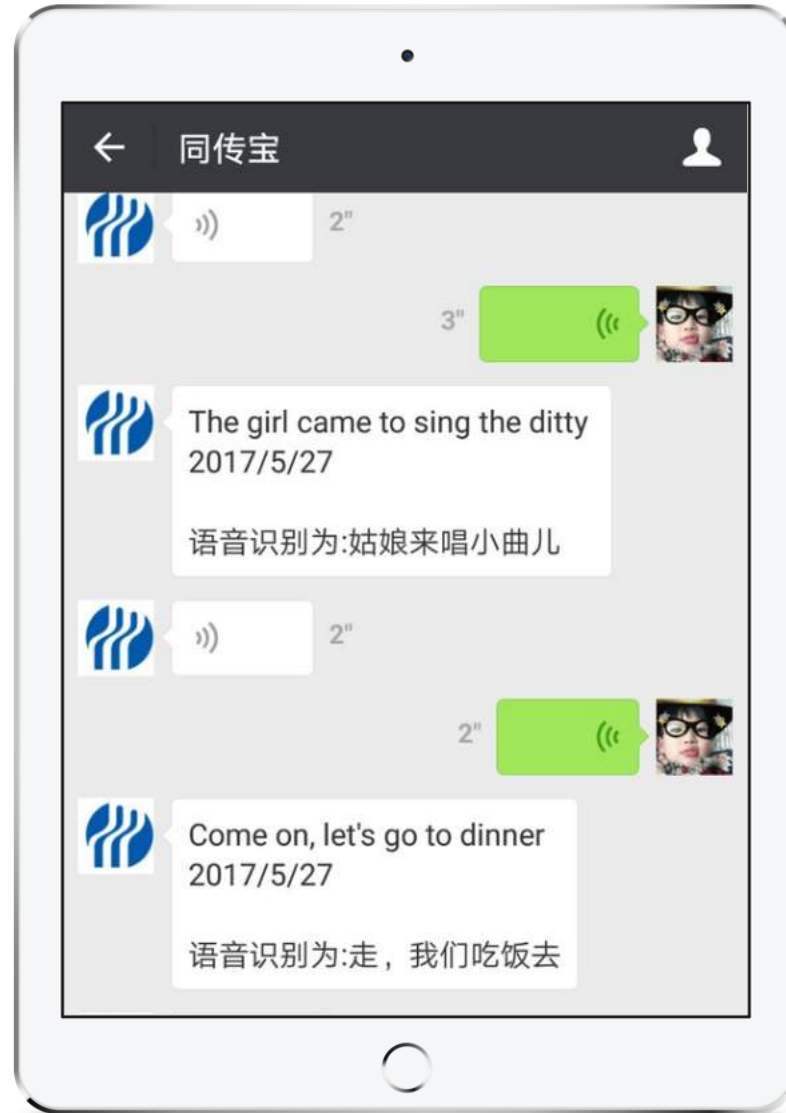 同传宝
2"
3"
The girl came to sing the ditty
2017/5/27
语音识别为:姑娘来唱小曲儿
2"
2"
Come on, let's go to dinner
2017/5/27
语音识别为:走，我们吃饭去